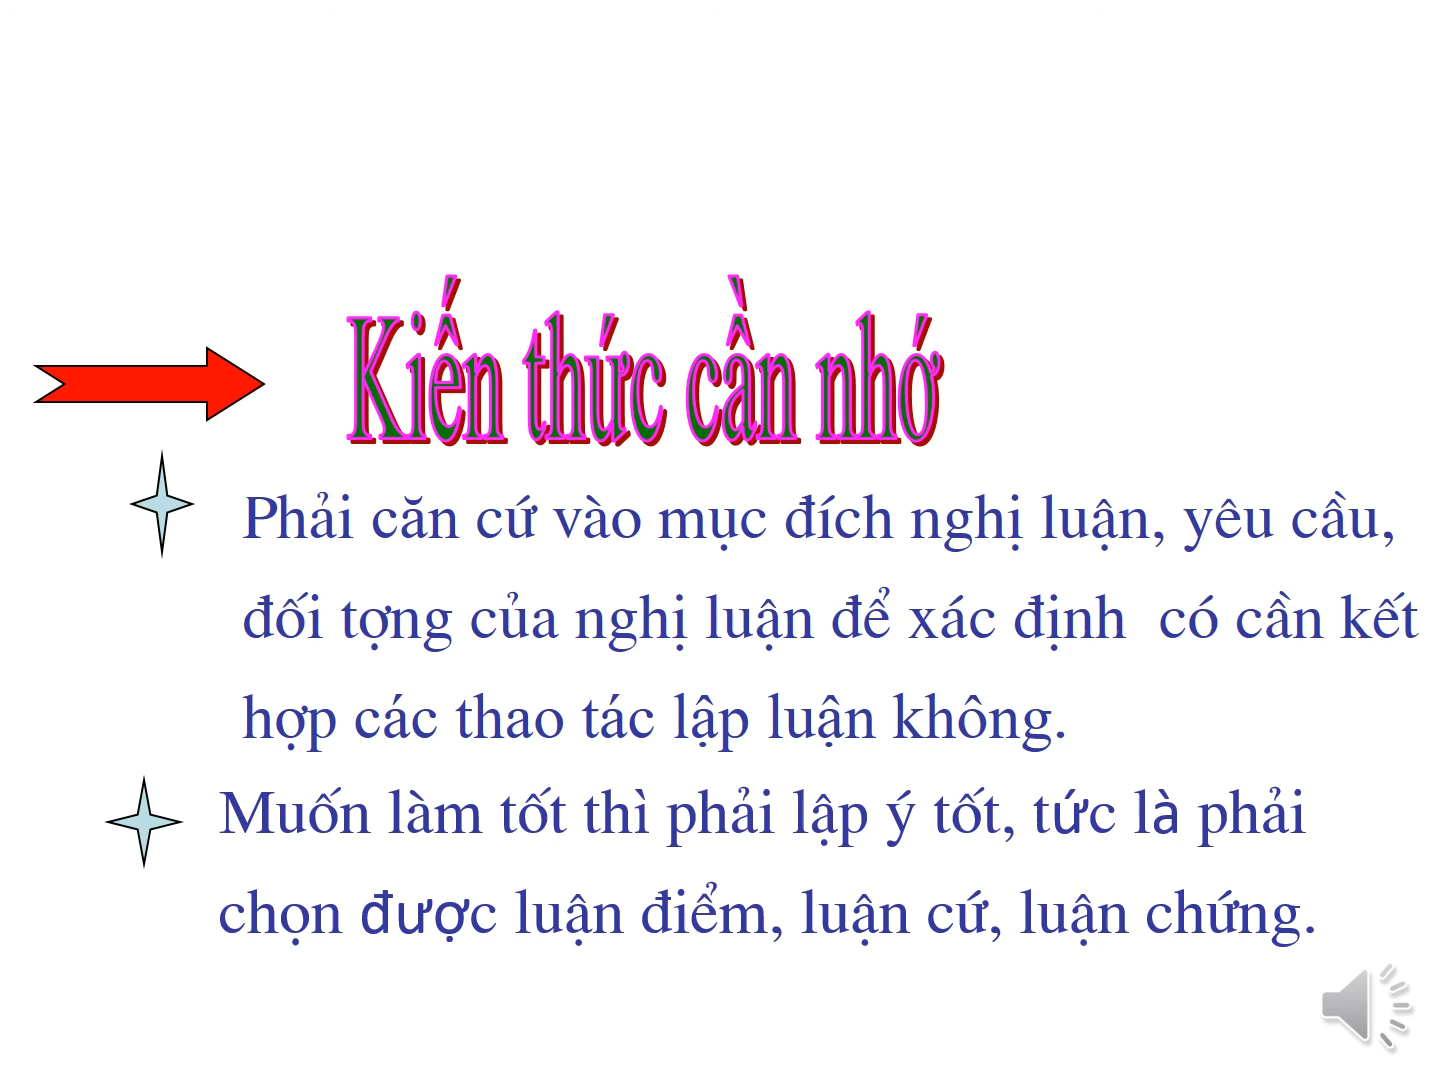 Kiến thức cần nhớ
Phải căn cứ vào mục đích nghị luận, yêu cầu,
đối tợng của nghị luận để xác định có cần kết
hợp các thao tác lập luận không.
Muốn làm tốt thì phải lập ý tốt, tức là phải
chọn được luận điểm, luận cứ, luận chứng.